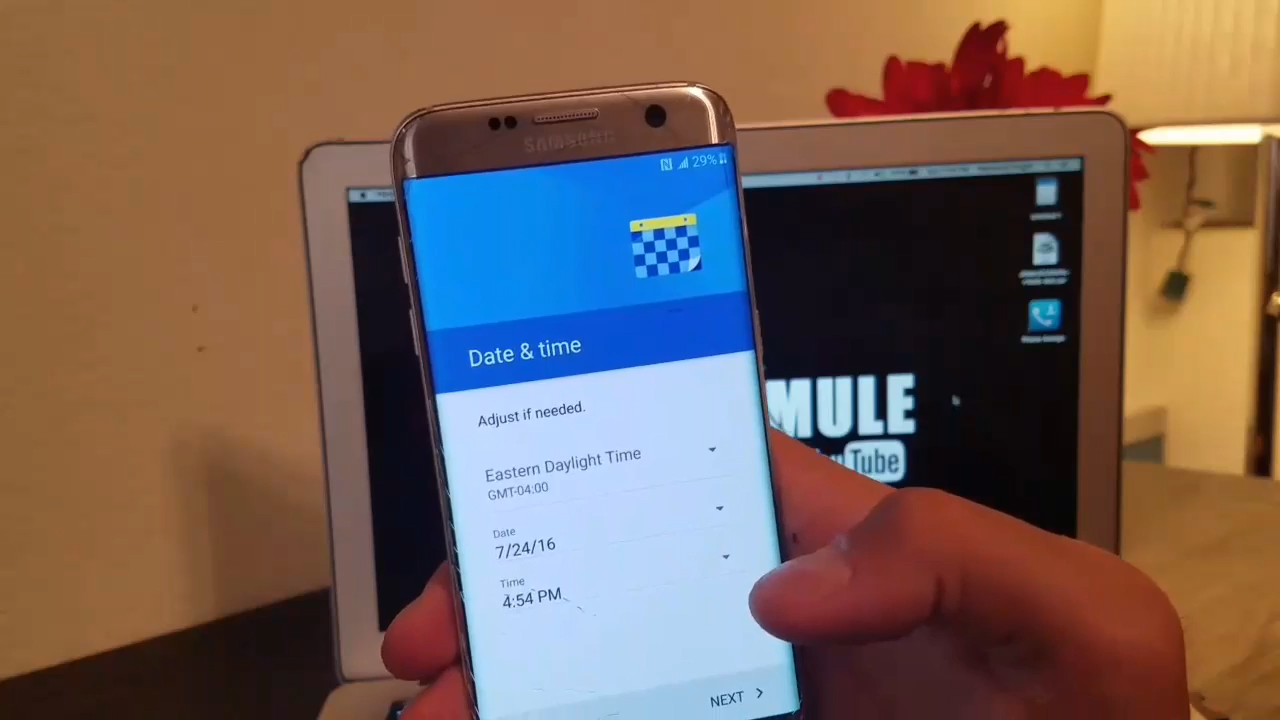 SAMSUNG
29%
Date & time
Adjust if needed.
Eastern Daylight Time
GMT-04:00
Date
7/24/16
Time
4:54 PM
NEXT >
MULE
Tube